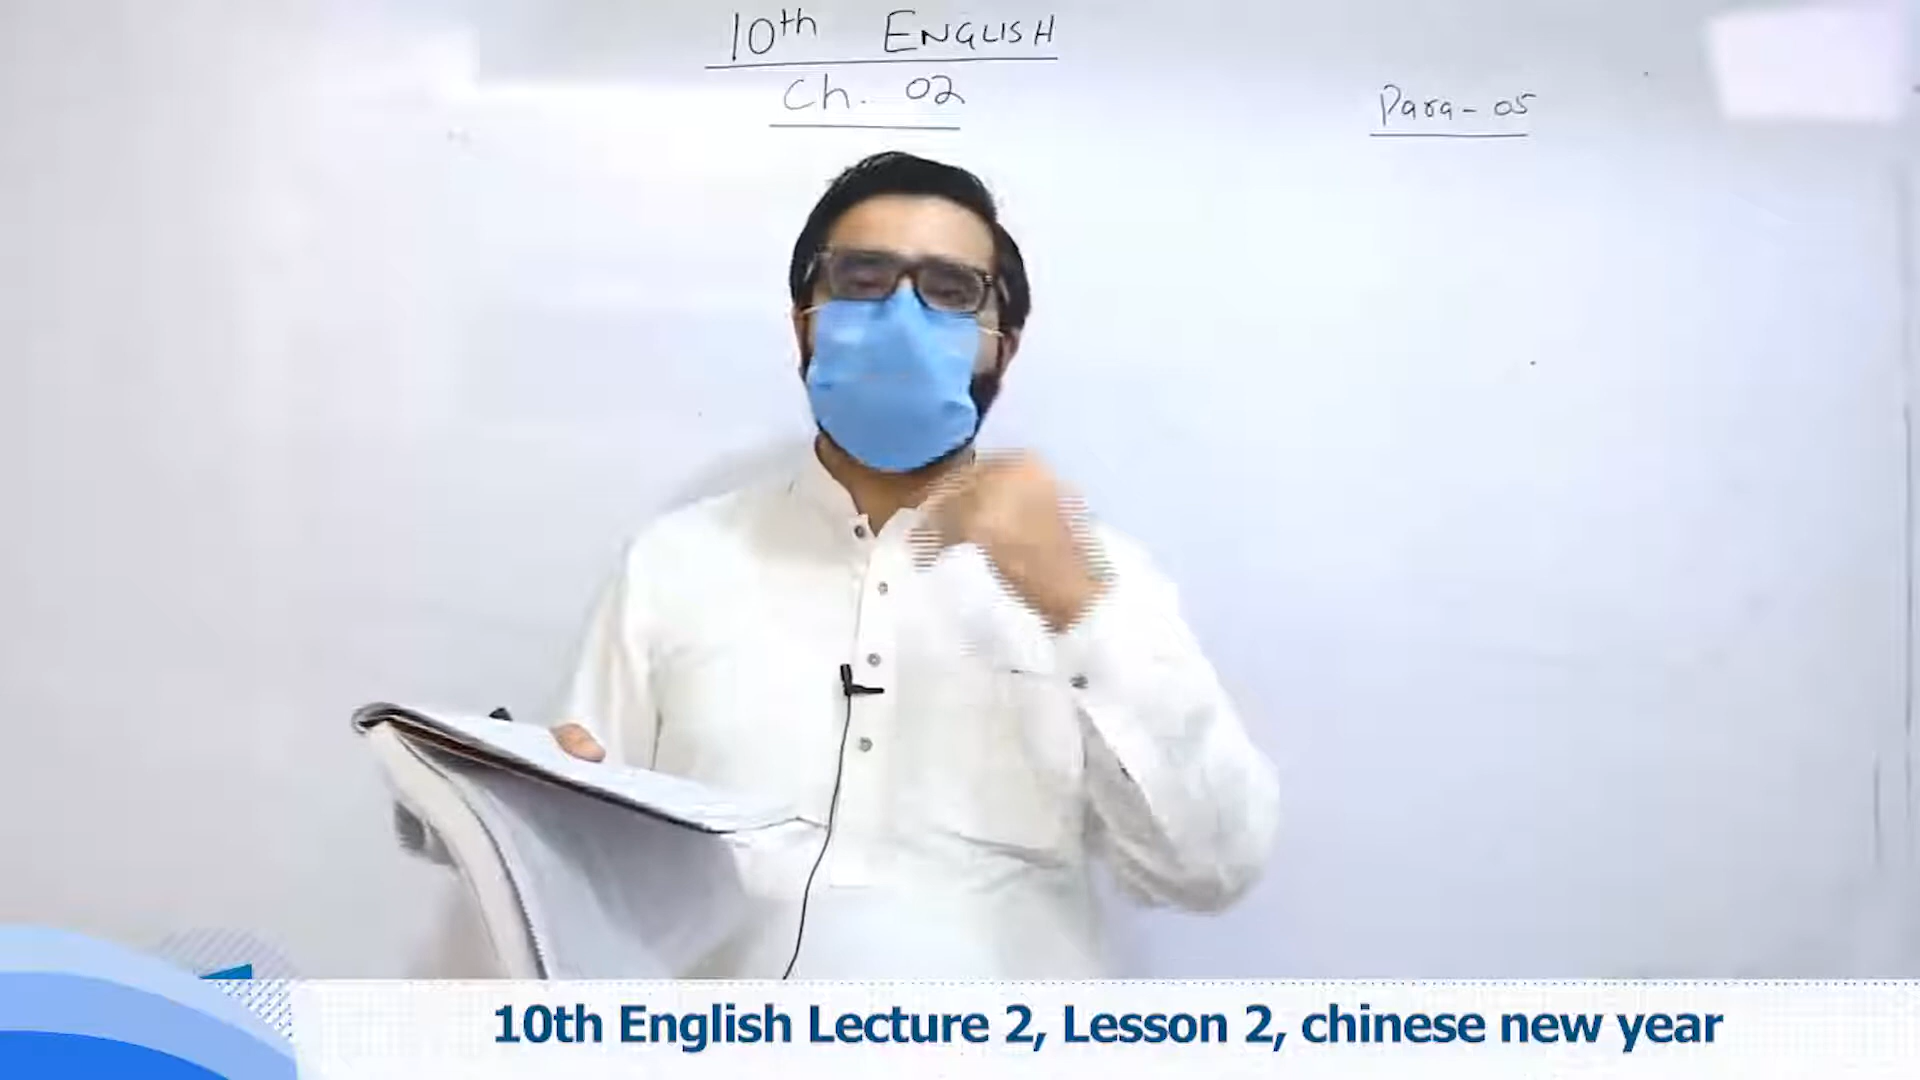 10th ENGLISH
Ch. 02
Para - 05
10th English Lecture 2, Lesson 2, chinese new year